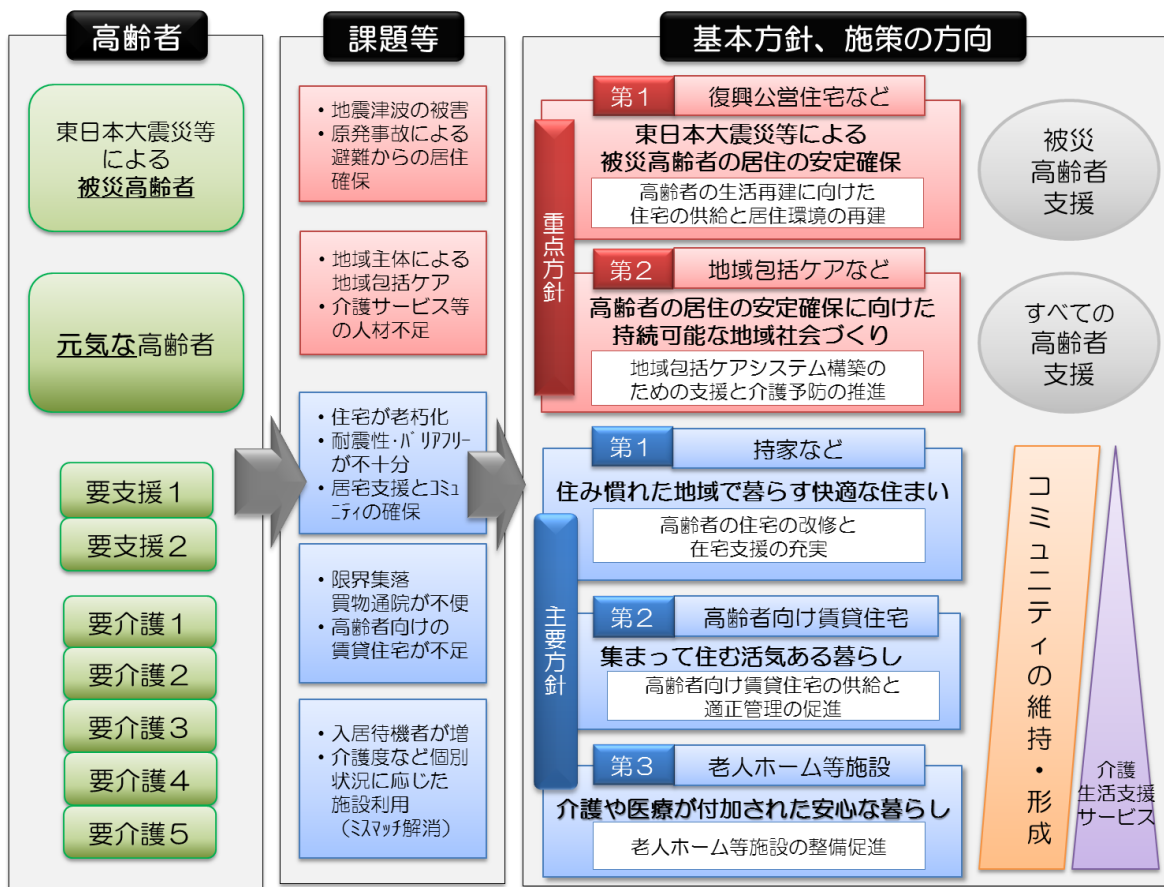 高齢者
東日本大震災等
による
被災高齢者
元気な高齢者
要支援1
要支援2
要介護1
要介護2
要介護3
要介護4
要介護5
課題等
・地震津波の被害
・原発事故による
避難からの居住
確保
・地域主体による
地域包括ケア
・介護サービス等
の人材不足
・住宅が老朽化
・耐震性・バリアフリー
が不十分
・居宅支援とコミュ
ニティの確保
・限界集落
買物通院が不便
・高齢者向けの
賃貸住宅が不足
・入居待機者が増
・介護度など個別
状況に応じた
施設利用
（ミスマッチ解消）
基本方針、施策の方向
重点方針
第1 復興公営住宅など
東日本大震災等による
被災高齢者の居住の安定確保
高齢者の生活再建に向けた
住宅の供給と居住環境の再建
第2 地域包括ケアなど
高齢者の居住の安定確保に向けた
持続可能な地域社会づくり
地域包括ケアシステム構築の
ための支援と介護予防の推進
主要方針
第1 持家など
住み慣れた地域で暮らす快適な住まい
高齢者の住宅の改修と
在宅支援の充実
第2 高齢者向け賃貸住宅
集まって住む活気ある暮らし
高齢者向け賃貸住宅の供給と
適正管理の促進
第3 老人ホーム等施設
介護や医療が付加された安心な暮らし
老人ホーム等施設の整備促進
被災
高齢者
支援
すべての
高齢者
支援
コミュニティの維持・形成
介護
生活支援
サービス